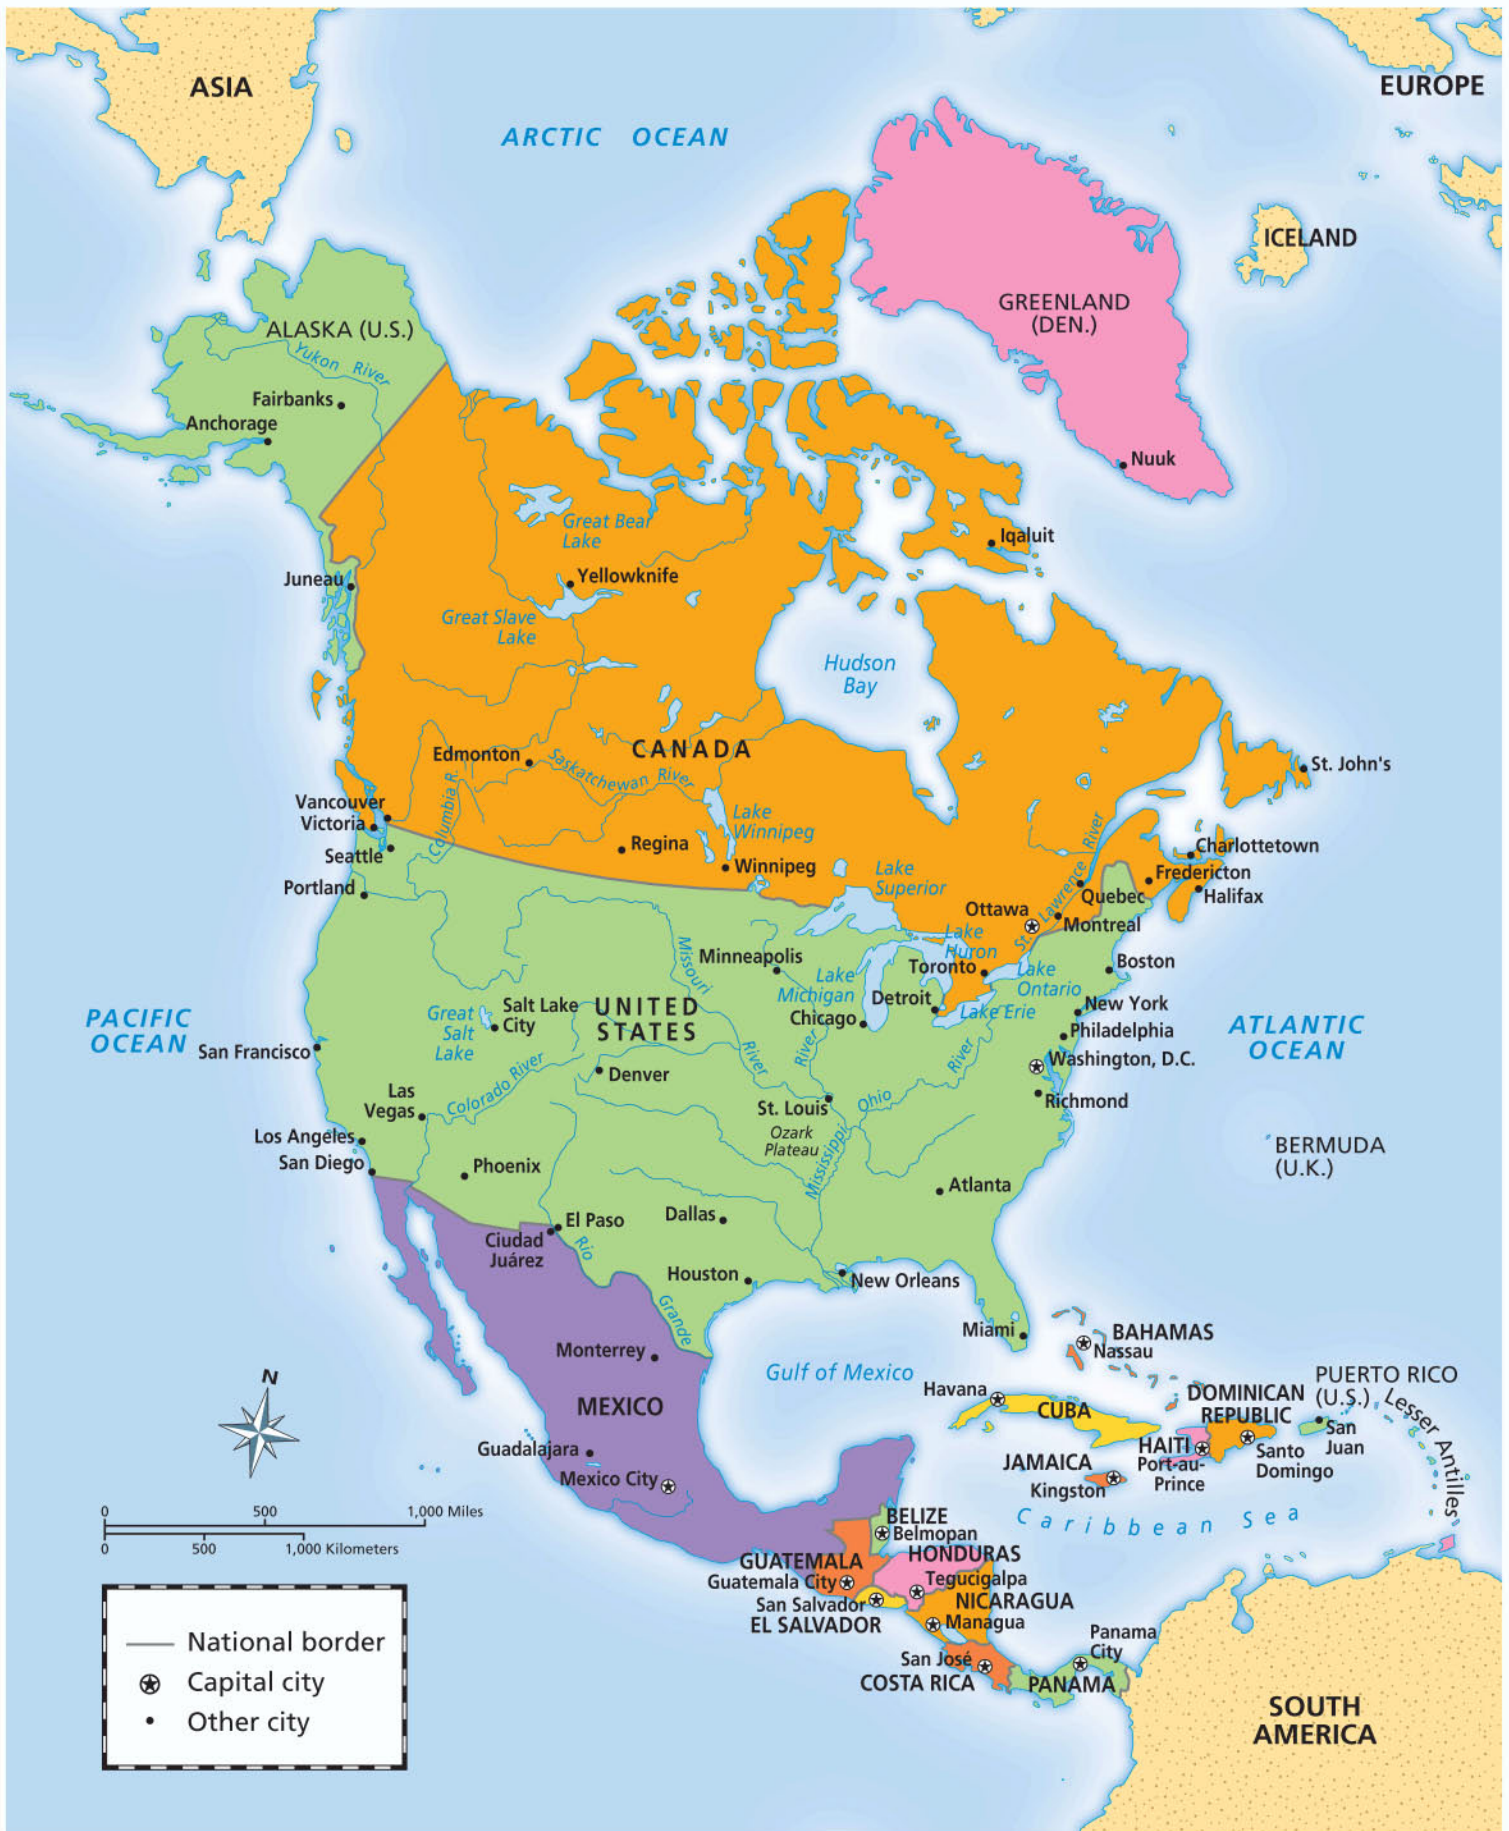 ASIA
EUROPE
ARCTIC OCEAN
ICELAND
GREENLAND
(DEN.)
ALASKA (U.S.)
Yukon River
Fairbanks
Anchorage
Nuuk
Great Bear
Lake
Iqaluit
Juneau
Yellowknife
Great Slave
Lake
Hudson
Bay
CANADA
Edmonton
Saskatchewan River
St. John's
Columbia R.
Vancouver
Victoria
Lake
Winnipeg
Seattle
Regina
Winnipeg
Portland
Lake
Superior
St. Lawrence River
Charlottetown
Fredericton
Halifax
Quebec
Ottawa
Montreal
Lake
Huron
Minneapolis
Missouri
River
Toronto
Lake
Ontario
Boston
Lake
Michigan
Detroit
Lake Erie
New York
Chicago
Philadelphia
Washington, D.C.
Richmond
UNITED
STATES
Great
Salt
Lake
Salt Lake
City
PACIFIC
OCEAN
San Francisco
ATLANTIC
OCEAN
Denver
Las
Vegas
Colorado River
St. Louis
Ohio
River
Ozark
Plateau
Mississippi
River
Los Angeles
San Diego
Phoenix
BERMUDA
(U.K.)
Atlanta
Dallas
El Paso
Ciudad
Juárez
Rio
Grande
Houston
New Orleans
Miami
BAHAMAS
Nassau
Monterrey
Gulf of Mexico
MEXICO
Havana
CUBA
PUERTO RICO
(U.S.)
San
Juan
DOMINICAN
REPUBLIC
Santo
Domingo
Lesser Antilles
HAITI
Port-au-
Prince
JAMAICA
Kingston
Guadalajara
Mexico City
Caribbean Sea
BELIZE
Belmopan
GUATEMALA
Guatemala City
HONDURAS
Tegucigalpa
San Salvador
EL SALVADOR
NICARAGUA
Managua
San José
COSTA RICA
Panama
City
PANAMA
SOUTH
AMERICA
N
0 500 1,000 Miles
0 500 1,000 Kilometers
National border
Capital city
Other city